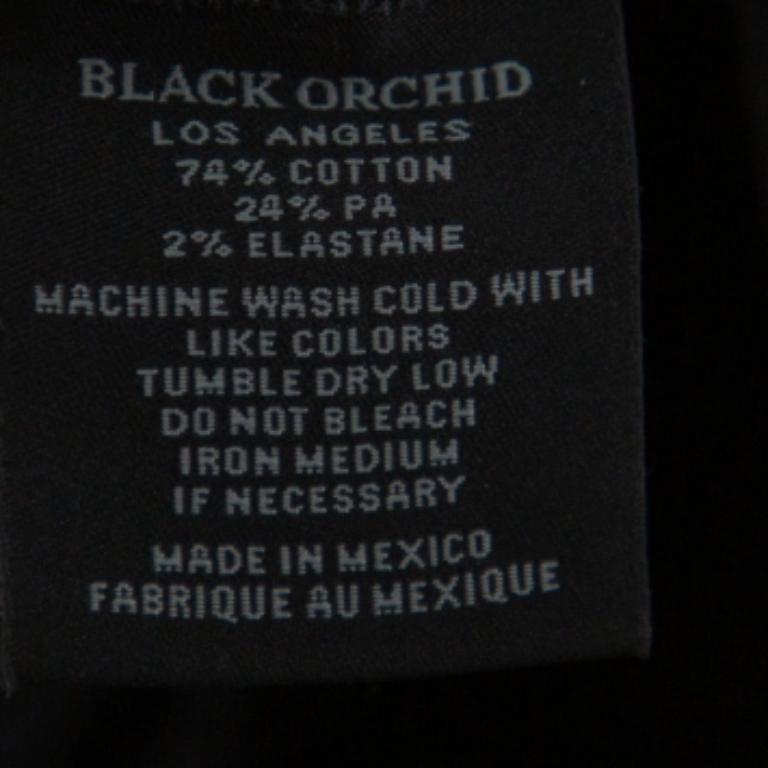 BLACK ORCHID
LOS ANGELES
74% COTTON
24% PA
2% ELASTANE
MACHINE WASH COLD WITH
LIKE COLORS
TUMBLE DRY LOW
DO NOT BLEACH
IRON MEDIUM
IF NECESSARY
MADE IN MEXICO
FABRIQUE AU MEXIQUE